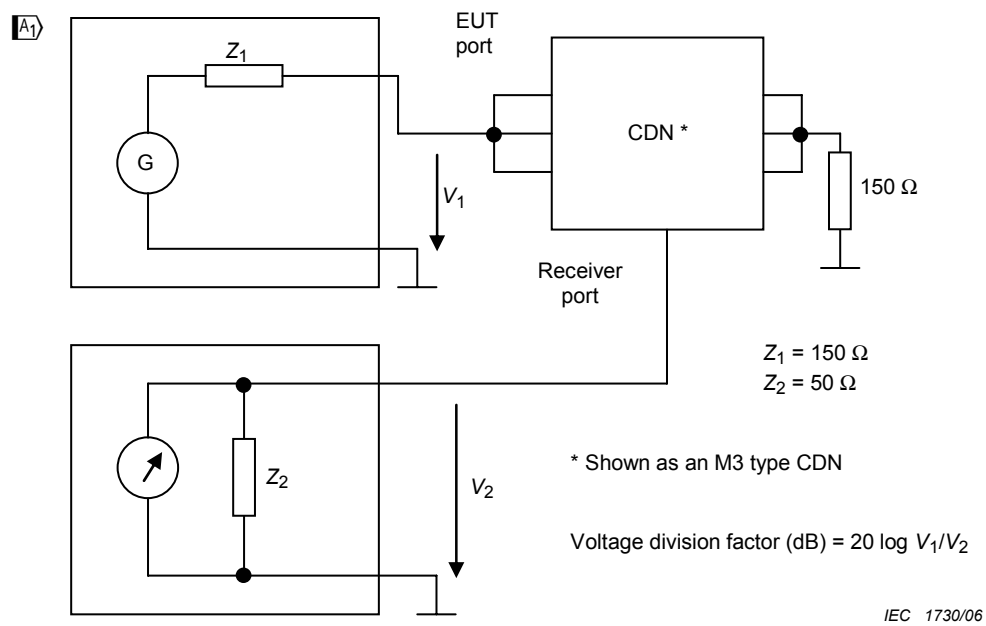 A1
EUT
port
Z1
G
CDN *
V1
150 Ω
Receiver
port
Z1 = 150 Ω
Z2 = 50 Ω
Z2
V2
* Shown as an M3 type CDN
Voltage division factor (dB) = 20 log V1/V2
IEC 1730/06